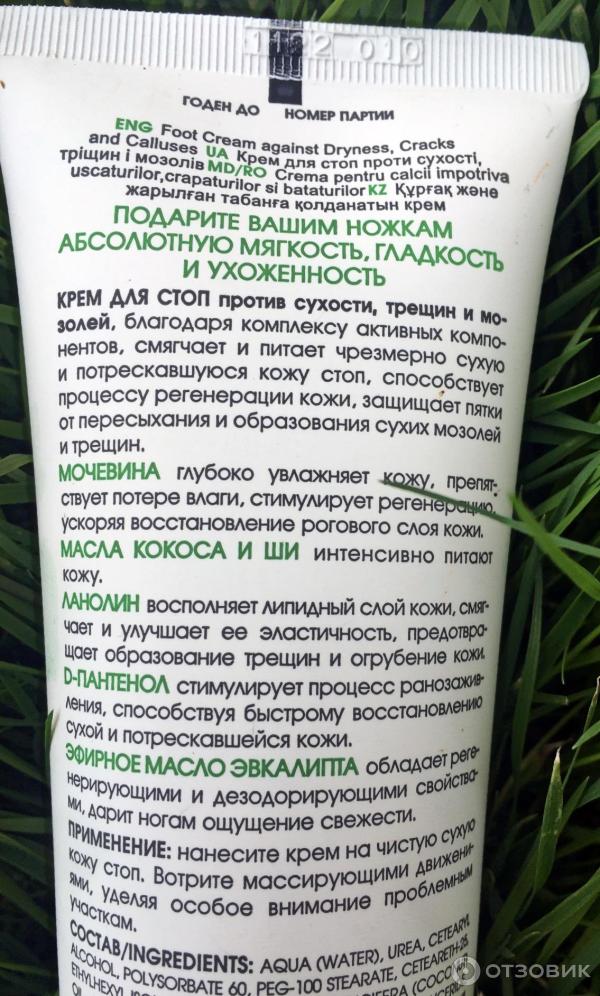 1122 010
ГОДЕН ДО НОМЕР ПАРТИИ
ENG Foot Cream against Dryness, Cracks
and Calluses UA Крем для стоп проти сухості,
тріщин і мозолів MD/RO Crema pentru calcii impotriva
uscaturilor,crapaturilor si bataturilor KZ Құрғақ және
жарылған табанға қолданатын крем
ПОДАРИТЕ ВАШИМ НОЖКАМ
АБСОЛЮТНУЮ МЯГКОСТЬ, ГЛАДКОСТЬ
И УХОЖЕННОСТЬ
КРЕМ ДЛЯ СТОП против сухости, трещин и мо-
золей, благодаря комплексу активных компо-
нентов, смягчает и питает чрезмерно сухую
и потрескавшуюся кожу стоп, способствует
процессу регенерации кожи, защищает пятки
от пересыхания и образования сухих мозолей
и трещин.
МОЧЕВИНА глубоко увлажняет кожу, препят-
ствует потере влаги, стимулирует регенерацию,
ускоряя восстановление рогового слоя кожи.
МАСЛА КОКОСА И ШИ интенсивно питают
кожу.
ЛАНОЛИН восполняет липидный слой кожи, смяг-
чает и улучшает ее эластичность, предотвра-
щает образование трещин и огрубение кожи.
D-ПАНТЕНОЛ стимулирует процесс ранозажив-
ления, способствуя быстрому восстановлению
сухой и потрескавшейся кожи.
ЭФИРНОЕ МАСЛО ЭВКАЛИПТА обладает реге-
нерирующими и дезодорирующими свойства-
ми, дарит ногам ощущение свежести.
ПРИМЕНЕНИЕ: нанесите крем на чистую сухую
кожу стоп. Вотрите массирующими движени-
ями, уделяя особое внимание проблемным
участкам.
СОСТАВ/INGREDIENTS: AQUA (WATER), UREA, CETEARYL
ALCOHOL, POLYSORBATE 60, PEG-100 STEARATE, CETEARETH-25,
ETHYLHEXYL
ОТЗОВИК